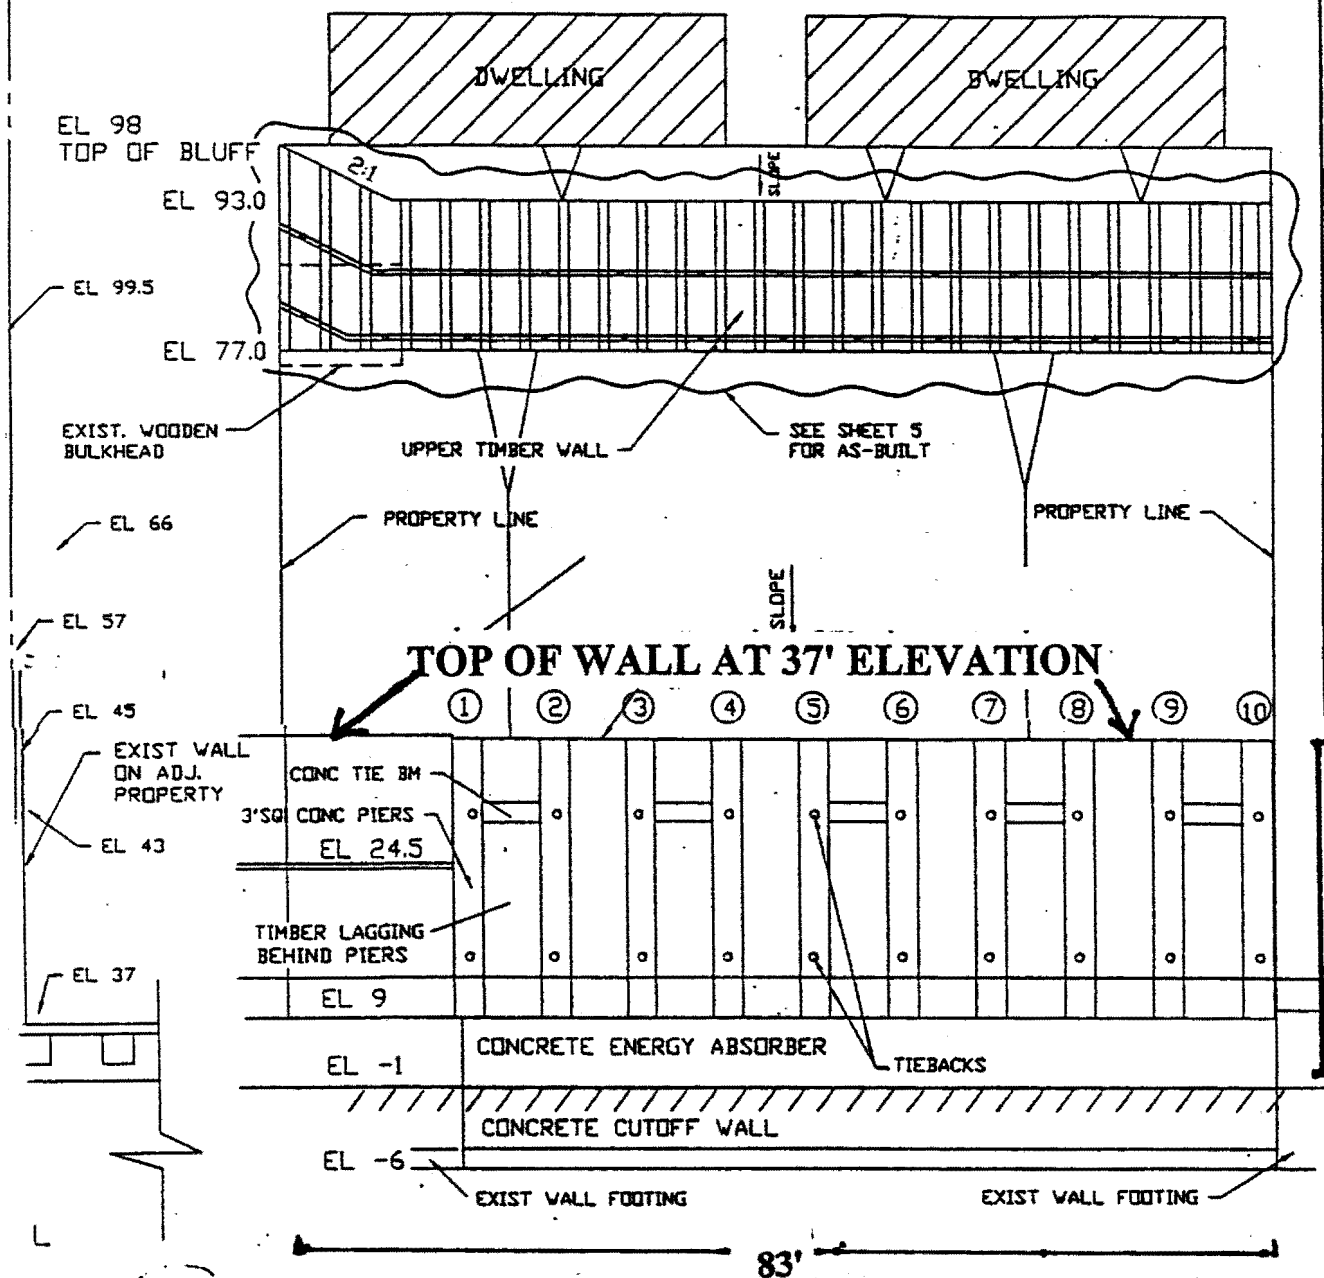 DWELLING
DWELLING
EL 98
TOP OF BLUFF
2:1
SLOPE
EL 93.0
EL 99.5
EL 77.0
EXIST. WOODEN
BULKHEAD
UPPER TIMBER WALL
SEE SHEET 5
FOR AS-BUILT
EL 66
PROPERTY LINE
PROPERTY LINE
SLOPE
EL 57
TOP OF WALL AT 37' ELEVATION
1 2 3 4 5 6 7 8 9 10
EL 45
EXIST WALL
ON ADJ.
PROPERTY
CONC TIE BM
3'SQ CONC PIERS
EL 43
EL 24.5
TIMBER LAGGING
BEHIND PIERS
EL 37
EL 9
CONCRETE ENERGY ABSORBER
EL -1
TIEBACKS
CONCRETE CUTOFF WALL
EL -6
EXIST WALL FOOTING
EXIST WALL FOOTING
L
83'